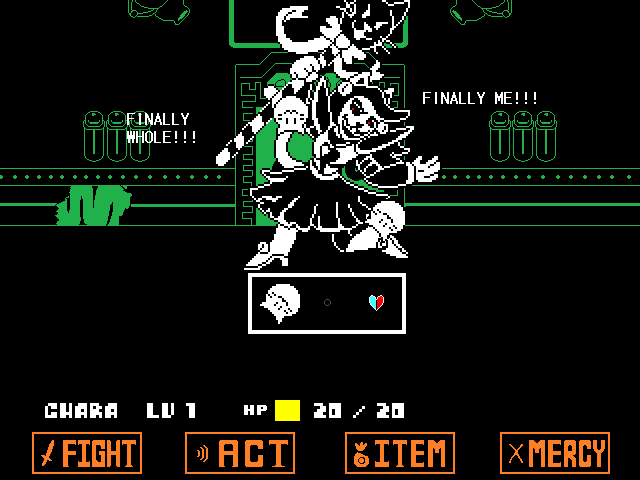 FINALLY ME!!!
FINALLY
WHOLE!!!
CHARA LV 1 HP 20 / 20
FIGHT ACT ITEM MERCY